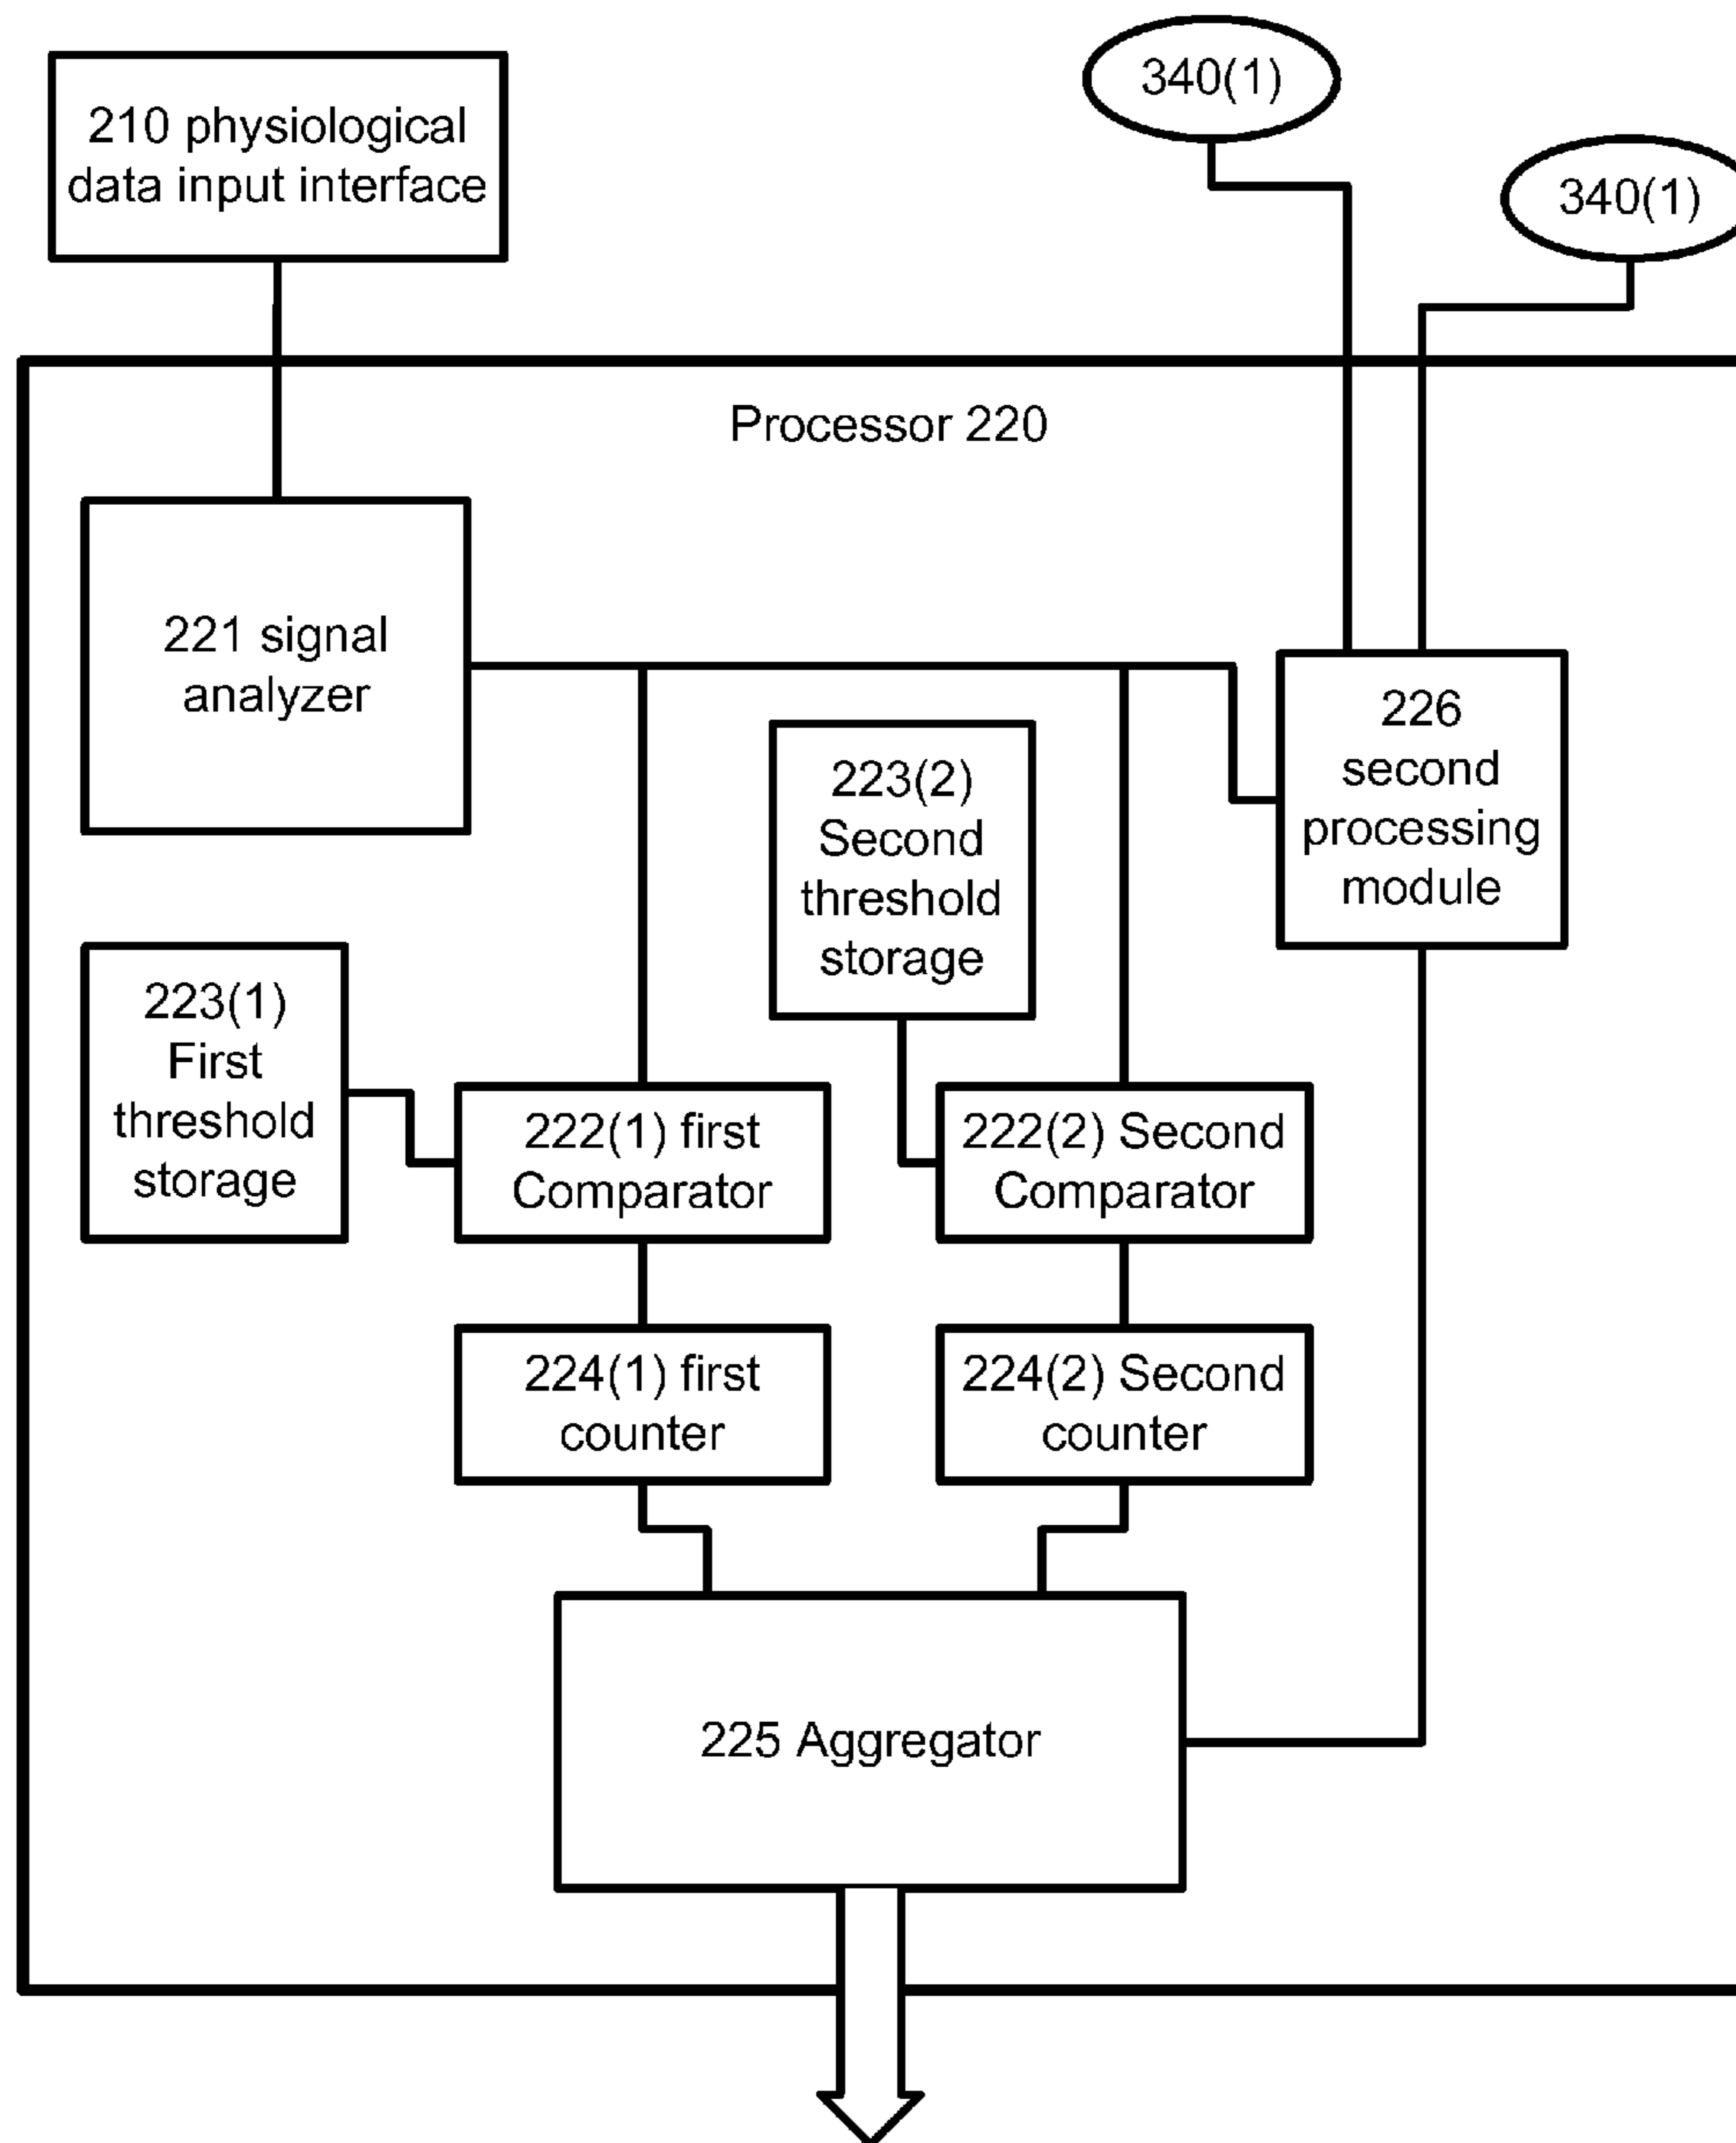 340(1)
210 physiological
data input interface
340(1)
Processor 220
221 signal
analyzer
226
second
processing
module
223(2)
Second
threshold
storage
223(1)
First
threshold
storage
222(1) first
Comparator
222(2) Second
Comparator
224(1) first
counter
224(2) Second
counter
225 Aggregator